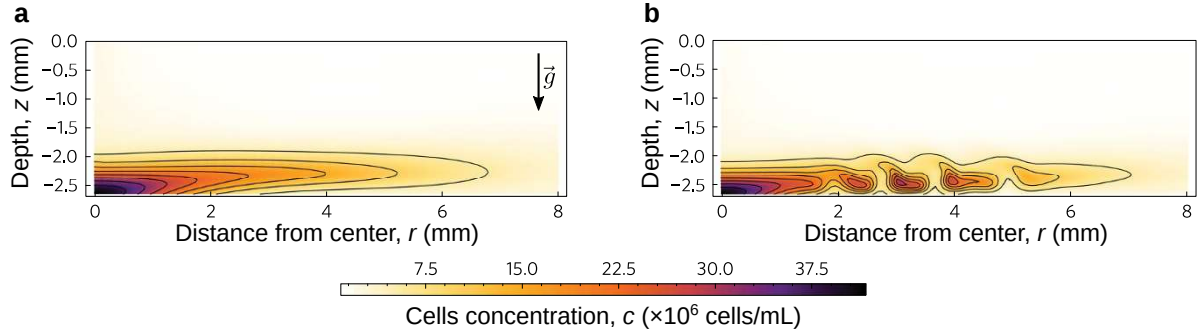 a
0.0
−0.5
−1.0
−1.5
−2.0
−2.5
Depth, z (mm)
g⃗
0 2 4 6 8
Distance from center, r (mm)
b
0.0
−0.5
−1.0
−1.5
−2.0
−2.5
Depth, z (mm)
0 2 4 6 8
Distance from center, r (mm)
7.5 15.0 22.5 30.0 37.5
Cells concentration, c (×10⁶ cells/mL)